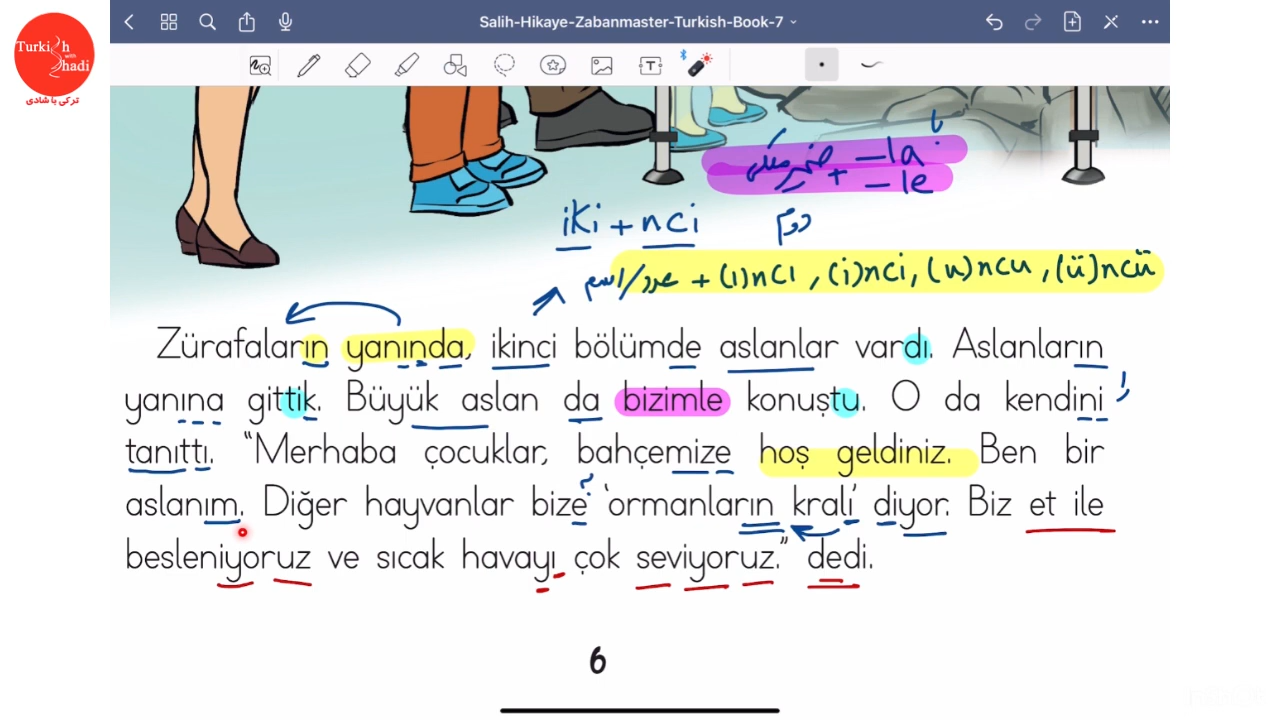 Turkish
with
Shadi
ترکی با شادی
Salih-Hikaye-Zabanmaster-Turkish-Book-7
-la
+ -le
iki + nci دوم
عدد/اسم + (ı)ncı, (i)nci, (u)ncu, (ü)ncü
Zürafaların yanında, ikinci bölümde aslanlar vardı. Aslanların
yanına gittik. Büyük aslan da bizimle konuştu. O da kendini
tanıttı. “Merhaba çocuklar, bahçemize hoş geldiniz. Ben bir
aslanım. Diğer hayvanlar bize ‘ormanların kralı’ diyor. Biz et ile
besleniyoruz ve sıcak havayı çok seviyoruz.” dedi.
6